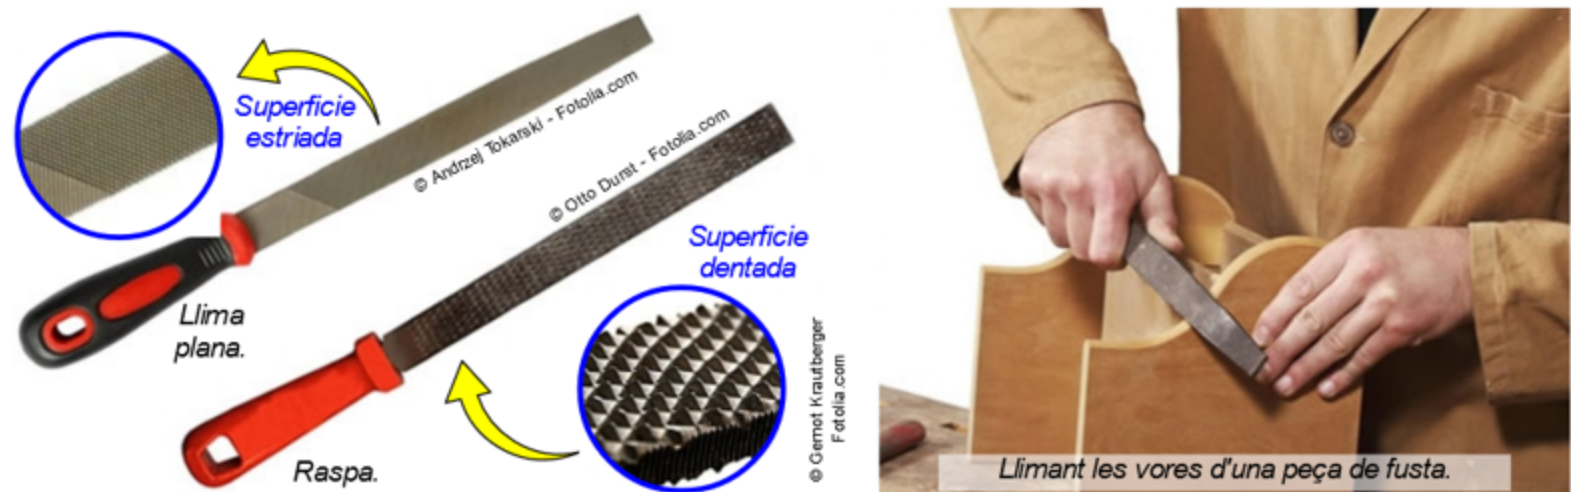 Superficie
estriada
© Andrzej Tokarski - Fotolia.com
© Otto Durst - Fotolia.com
Llima
plana.
Superficie
dentada
Raspa.
© Gernot Krautberger
Fotolia.com
Llimant les vores d'una peça de fusta.